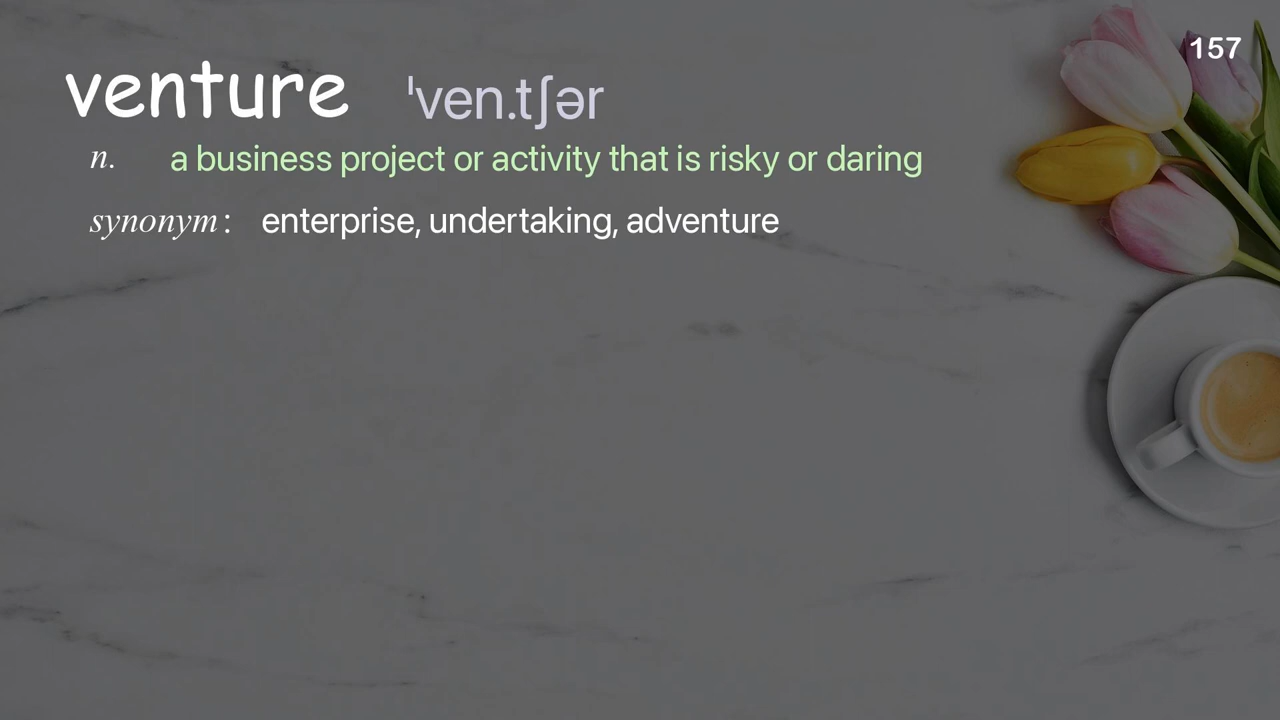 157
venture ˈven.tʃər
n. a business project or activity that is risky or daring
synonym: enterprise, undertaking, adventure